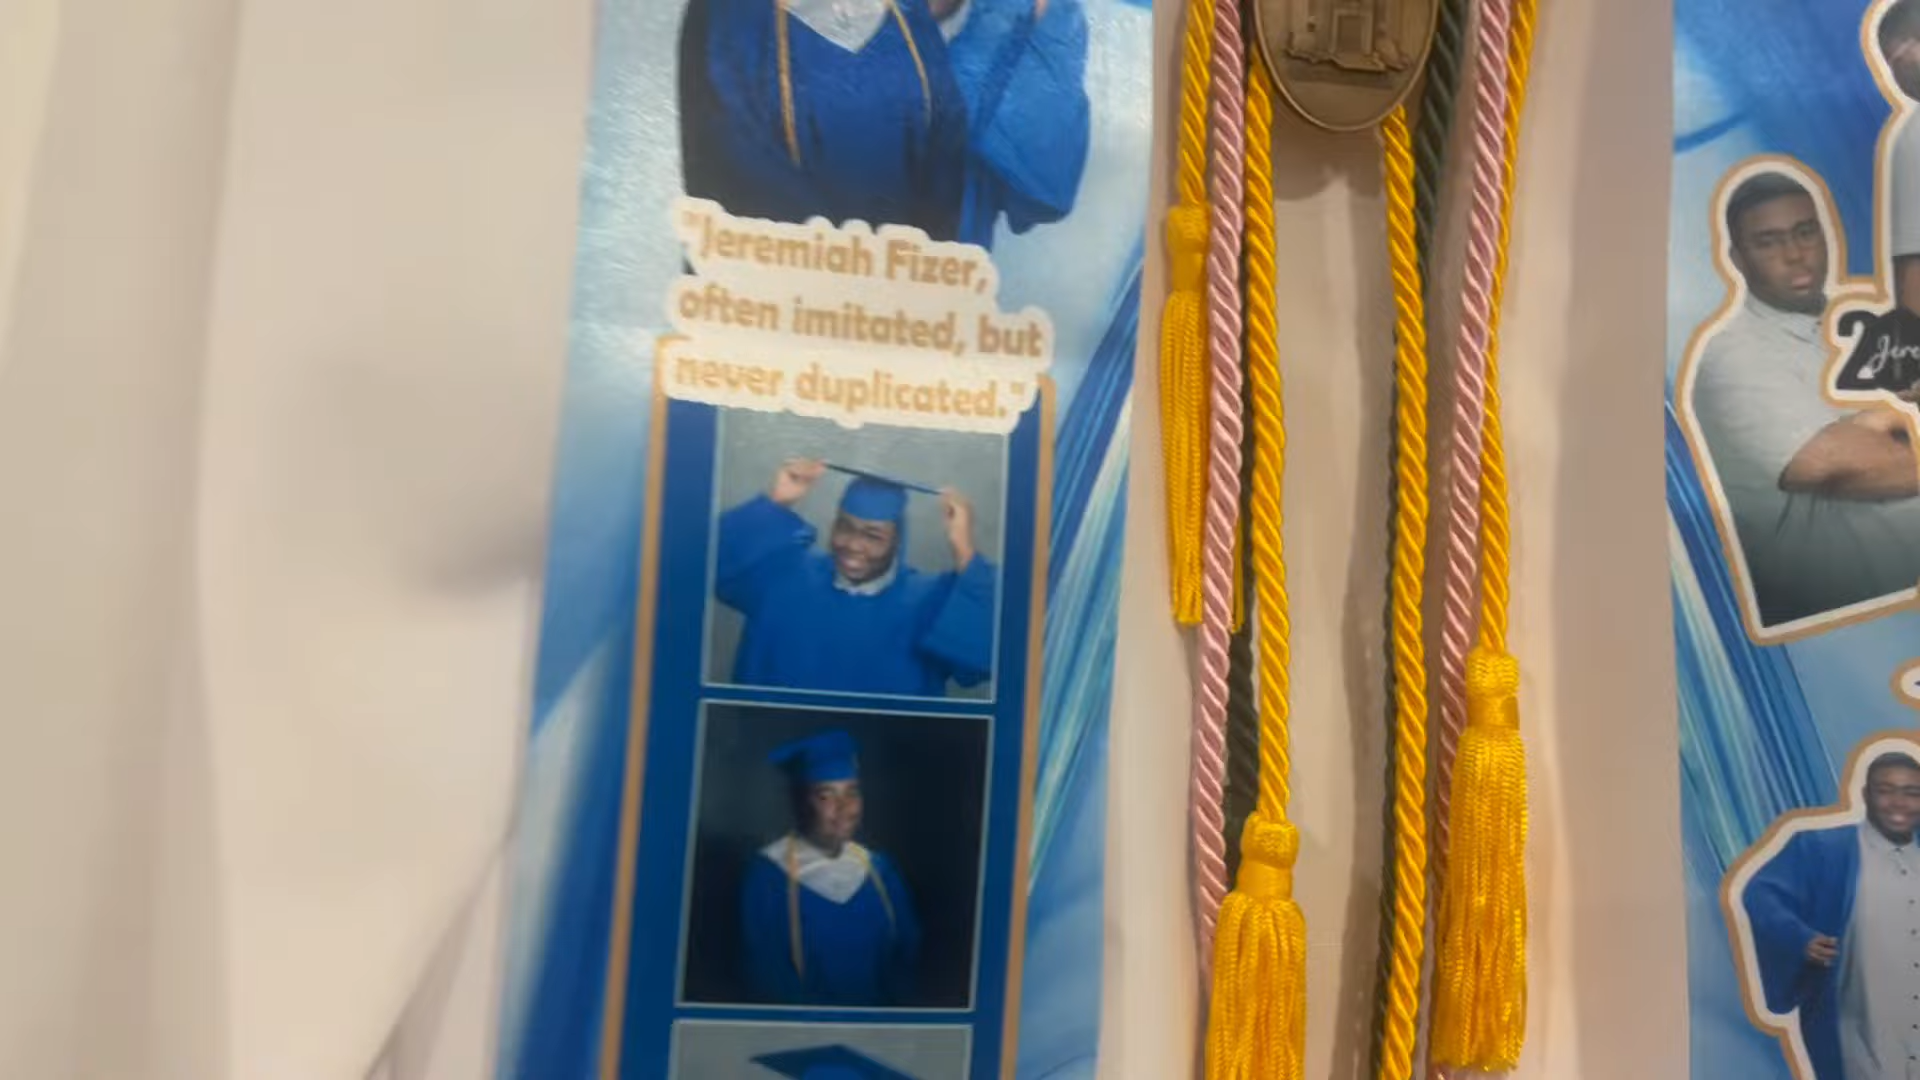 "Jeremiah Fizer,
often imitated, but
never duplicated."